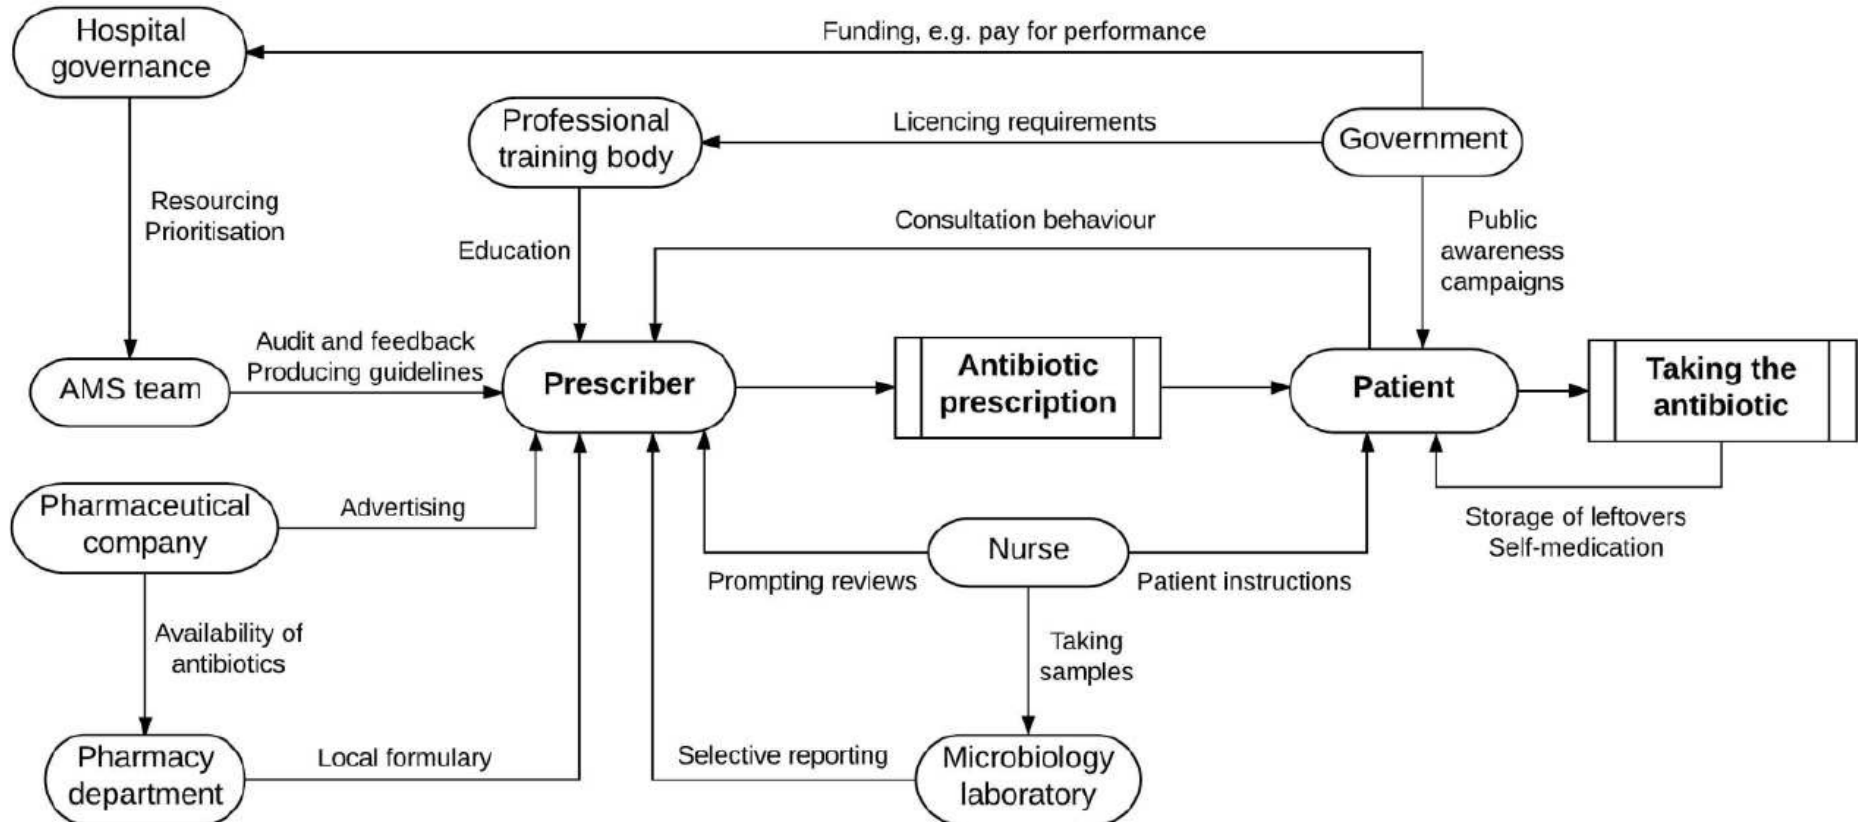 Hospital
governance
Funding, e.g. pay for performance
Professional
training body
Licencing requirements
Government
Resourcing
Prioritisation
Education
Consultation behaviour
Public
awareness
campaigns
AMS team
Audit and feedback
Producing guidelines
Prescriber
Antibiotic
prescription
Patient
Taking the
antibiotic
Pharmaceutical
company
Advertising
Nurse
Prompting reviews
Patient instructions
Storage of leftovers
Self-medication
Availability of
antibiotics
Taking
samples
Pharmacy
department
Local formulary
Selective reporting
Microbiology
laboratory